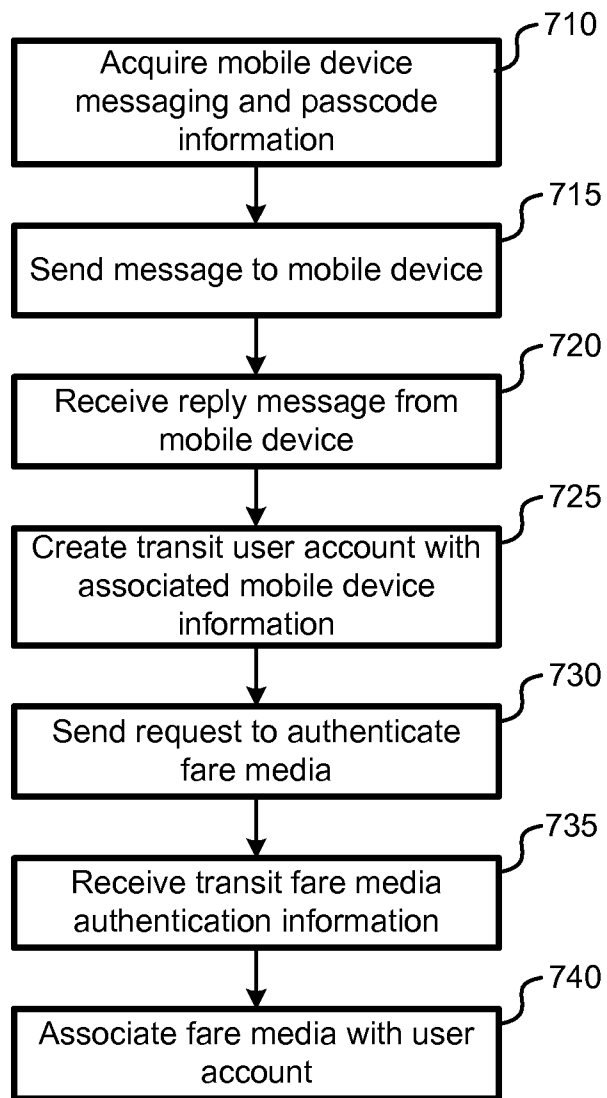 710
Acquire mobile device
messaging and passcode
information
715
Send message to mobile device
720
Receive reply message from
mobile device
725
Create transit user account with
associated mobile device
information
730
Send request to authenticate
fare media
735
Receive transit fare media
authentication information
740
Associate fare media with user
account